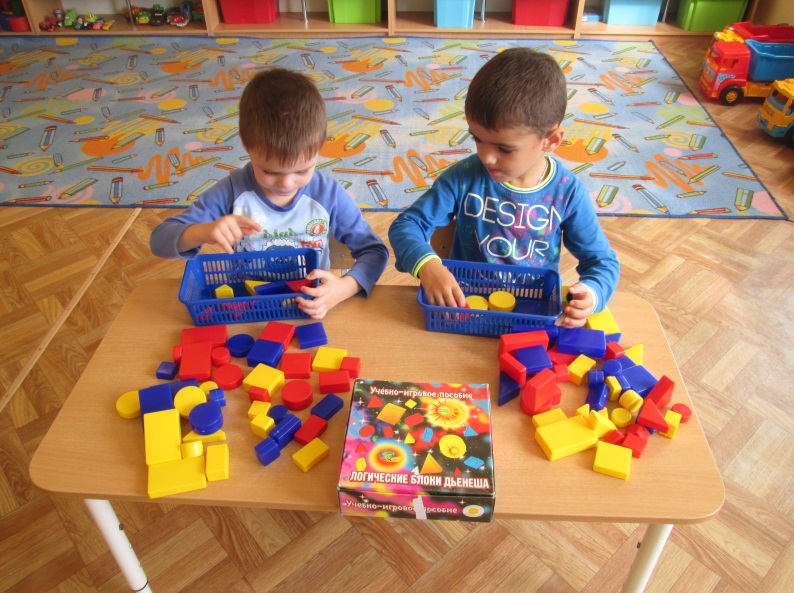 DESIGN
YOUR
Учебно-игровое пособие
ЛОГИЧЕСКИЕ БЛОКИ ДЬЕНЕША
Учебно-игровое пособие